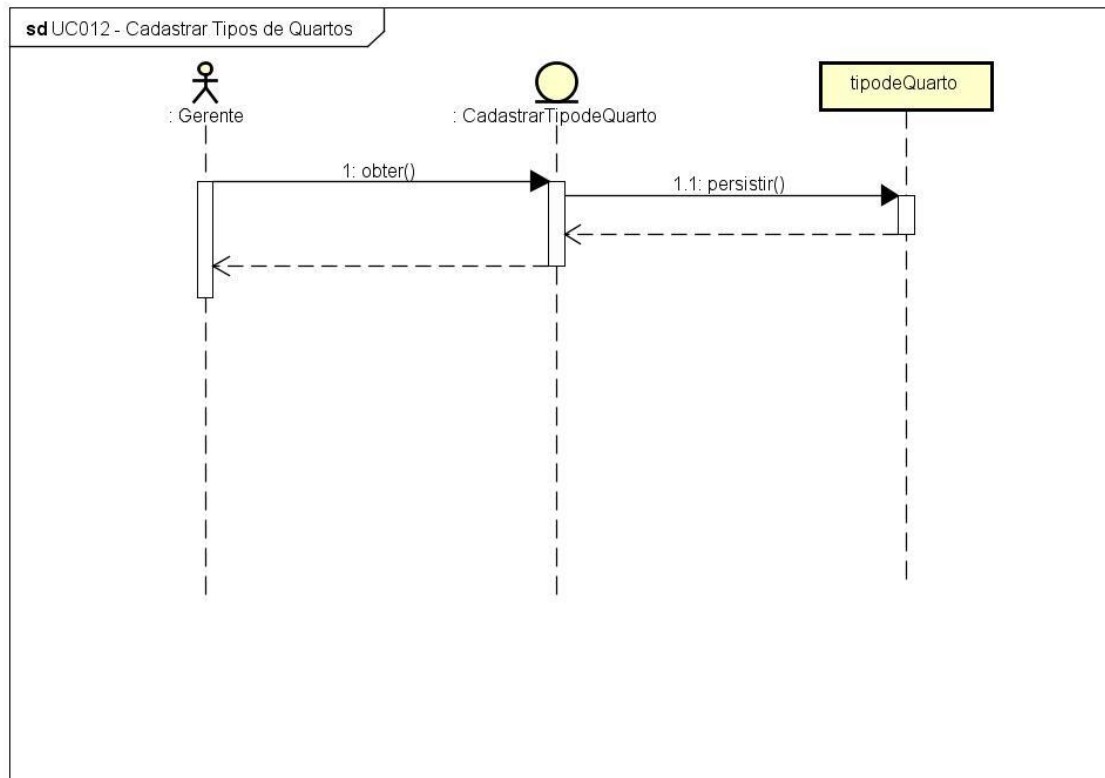 sd UC012 - Cadastrar Tipos de Quartos
: Gerente
: CadastrarTipodeQuarto
tipodeQuarto
1: obter()
1.1: persistir()